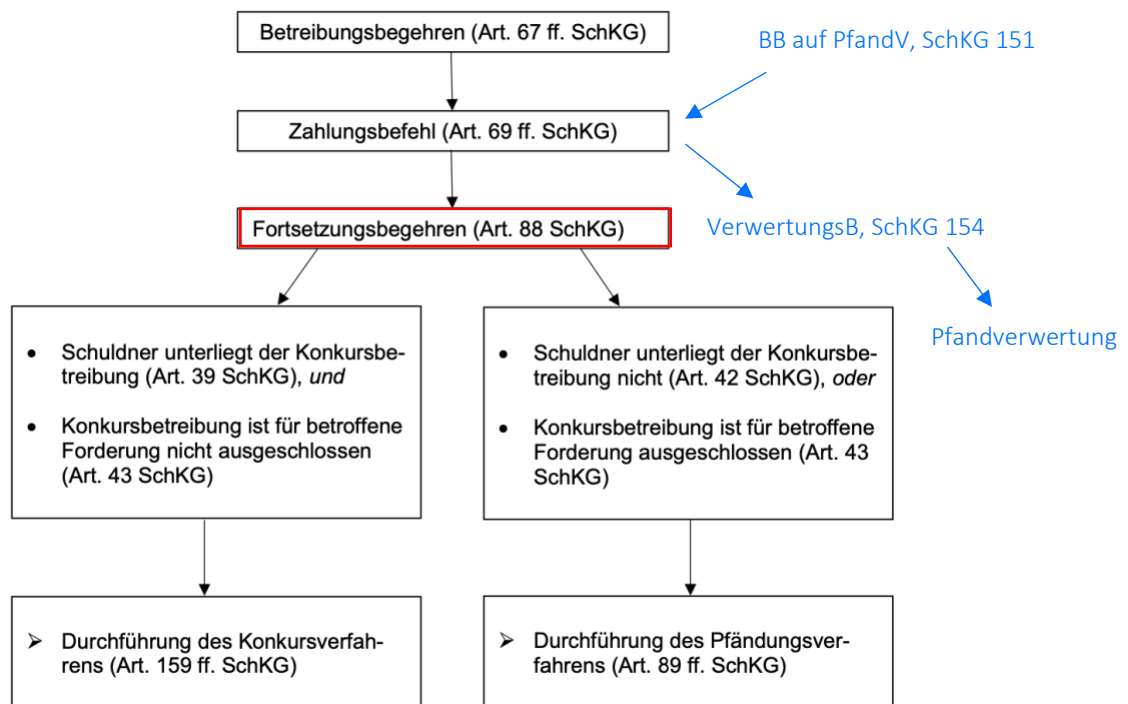 Betreibungsbegehren (Art. 67 ff. SchKG)
BB auf PfandV, SchKG 151
Zahlungsbefehl (Art. 69 ff. SchKG)
Fortsetzungsbegehren (Art. 88 SchKG)
VerwertungsB, SchKG 154
Pfandverwertung
• Schuldner unterliegt der Konkursbe-
treibung (Art. 39 SchKG), und
• Konkursbetreibung ist für betroffene
Forderung nicht ausgeschlossen
(Art. 43 SchKG)
• Schuldner unterliegt der Konkursbe-
treibung nicht (Art. 42 SchKG), oder
• Konkursbetreibung ist für betroffene
Forderung ausgeschlossen (Art. 43
SchKG)
➢ Durchführung des Konkursverfah-
rens (Art. 159 ff. SchKG)
➢ Durchführung des Pfändungsver-
fahrens (Art. 89 ff. SchKG)